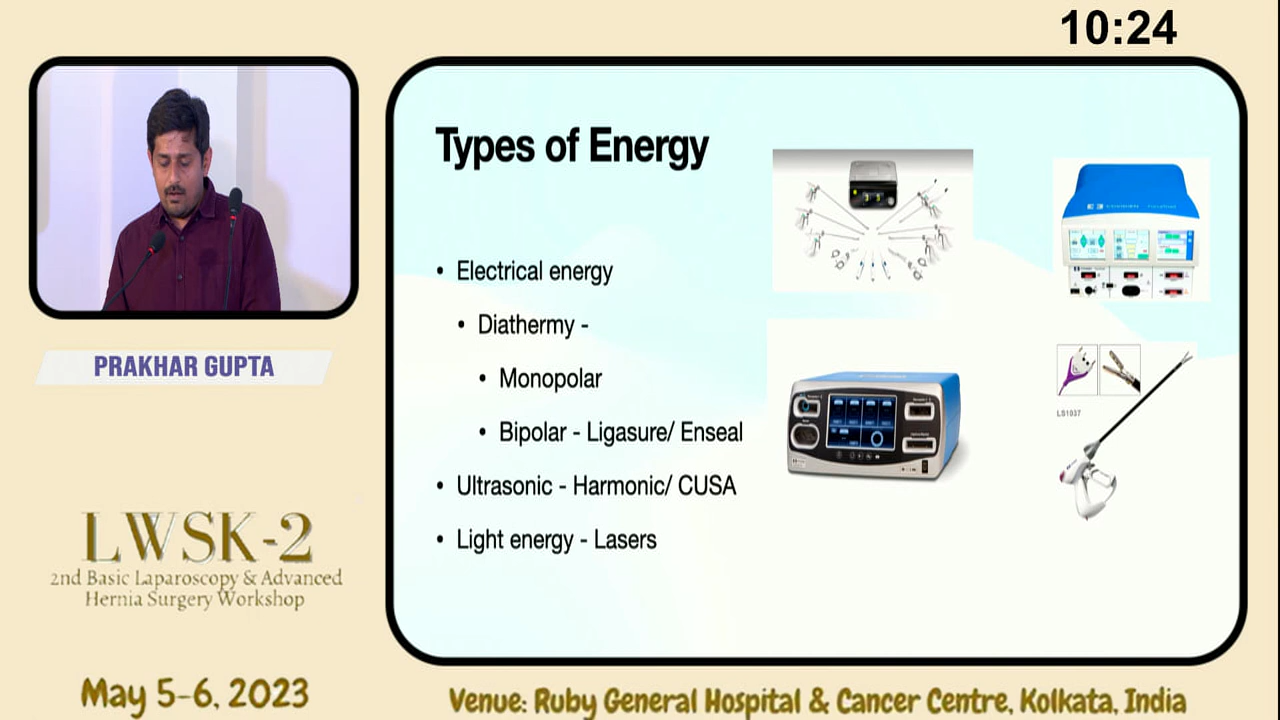 10:24
Types of Energy
• Electrical energy
• Diathermy -
• Monopolar
• Bipolar - Ligasure/ Enseal
• Ultrasonic - Harmonic/ CUSA
• Light energy - Lasers
LS1037
PRAKHAR GUPTA
LWSK-2
2nd Basic Laparoscopy & Advanced
Hernia Surgery Workshop
May 5-6, 2023
Venue: Ruby General Hospital & Cancer Centre, Kolkata, India